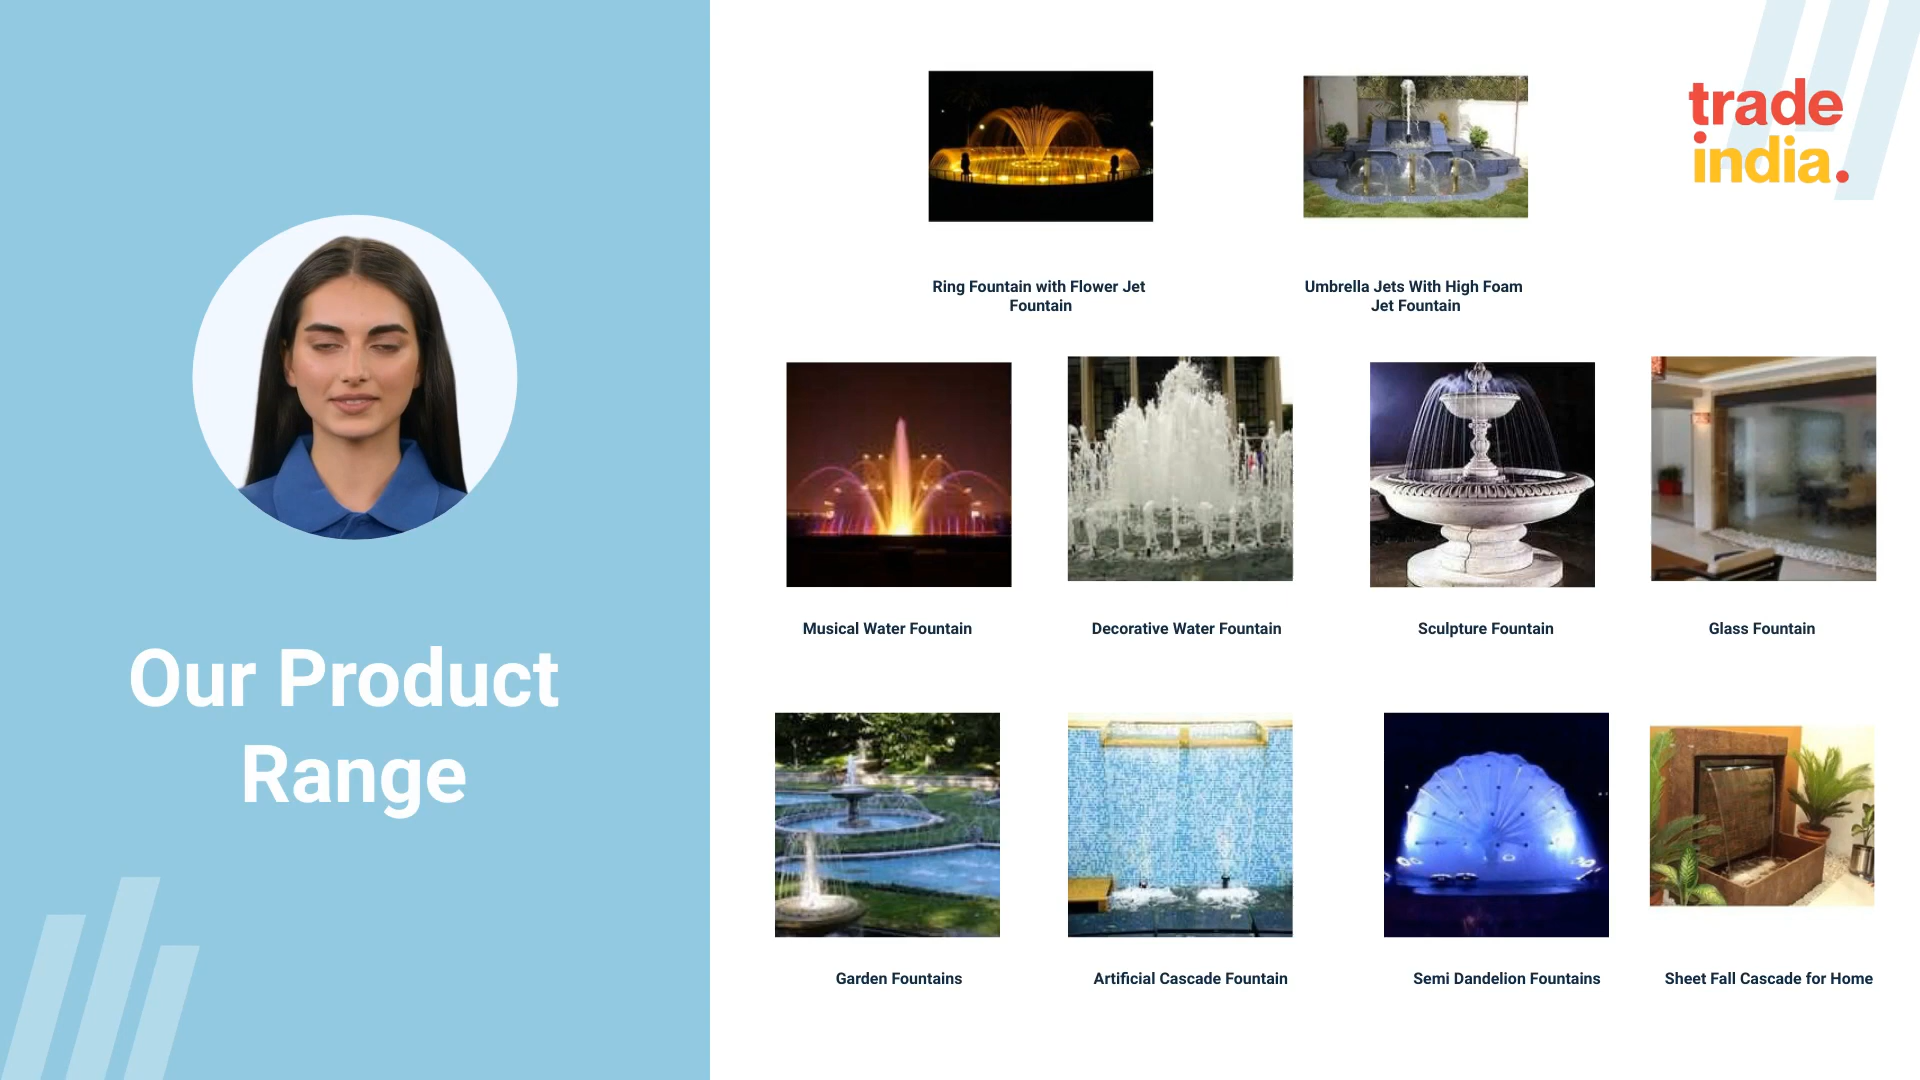 Our Product
Range
trade
india.
Ring Fountain with Flower Jet
Fountain
Umbrella Jets With High Foam
Jet Fountain
Musical Water Fountain
Decorative Water Fountain
Sculpture Fountain
Glass Fountain
Garden Fountains
Artificial Cascade Fountain
Semi Dandelion Fountains
Sheet Fall Cascade for Home